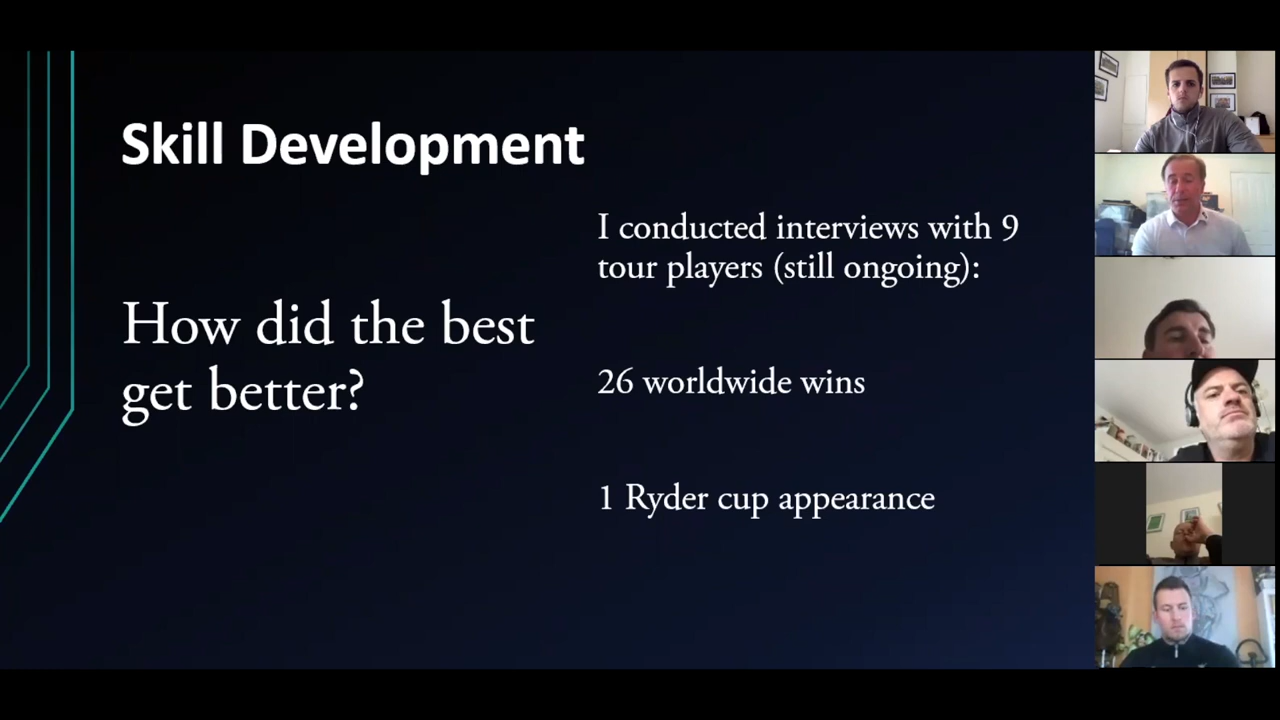 Skill Development
How did the best
get better?
I conducted interviews with 9
tour players (still ongoing):
26 worldwide wins
1 Ryder cup appearance